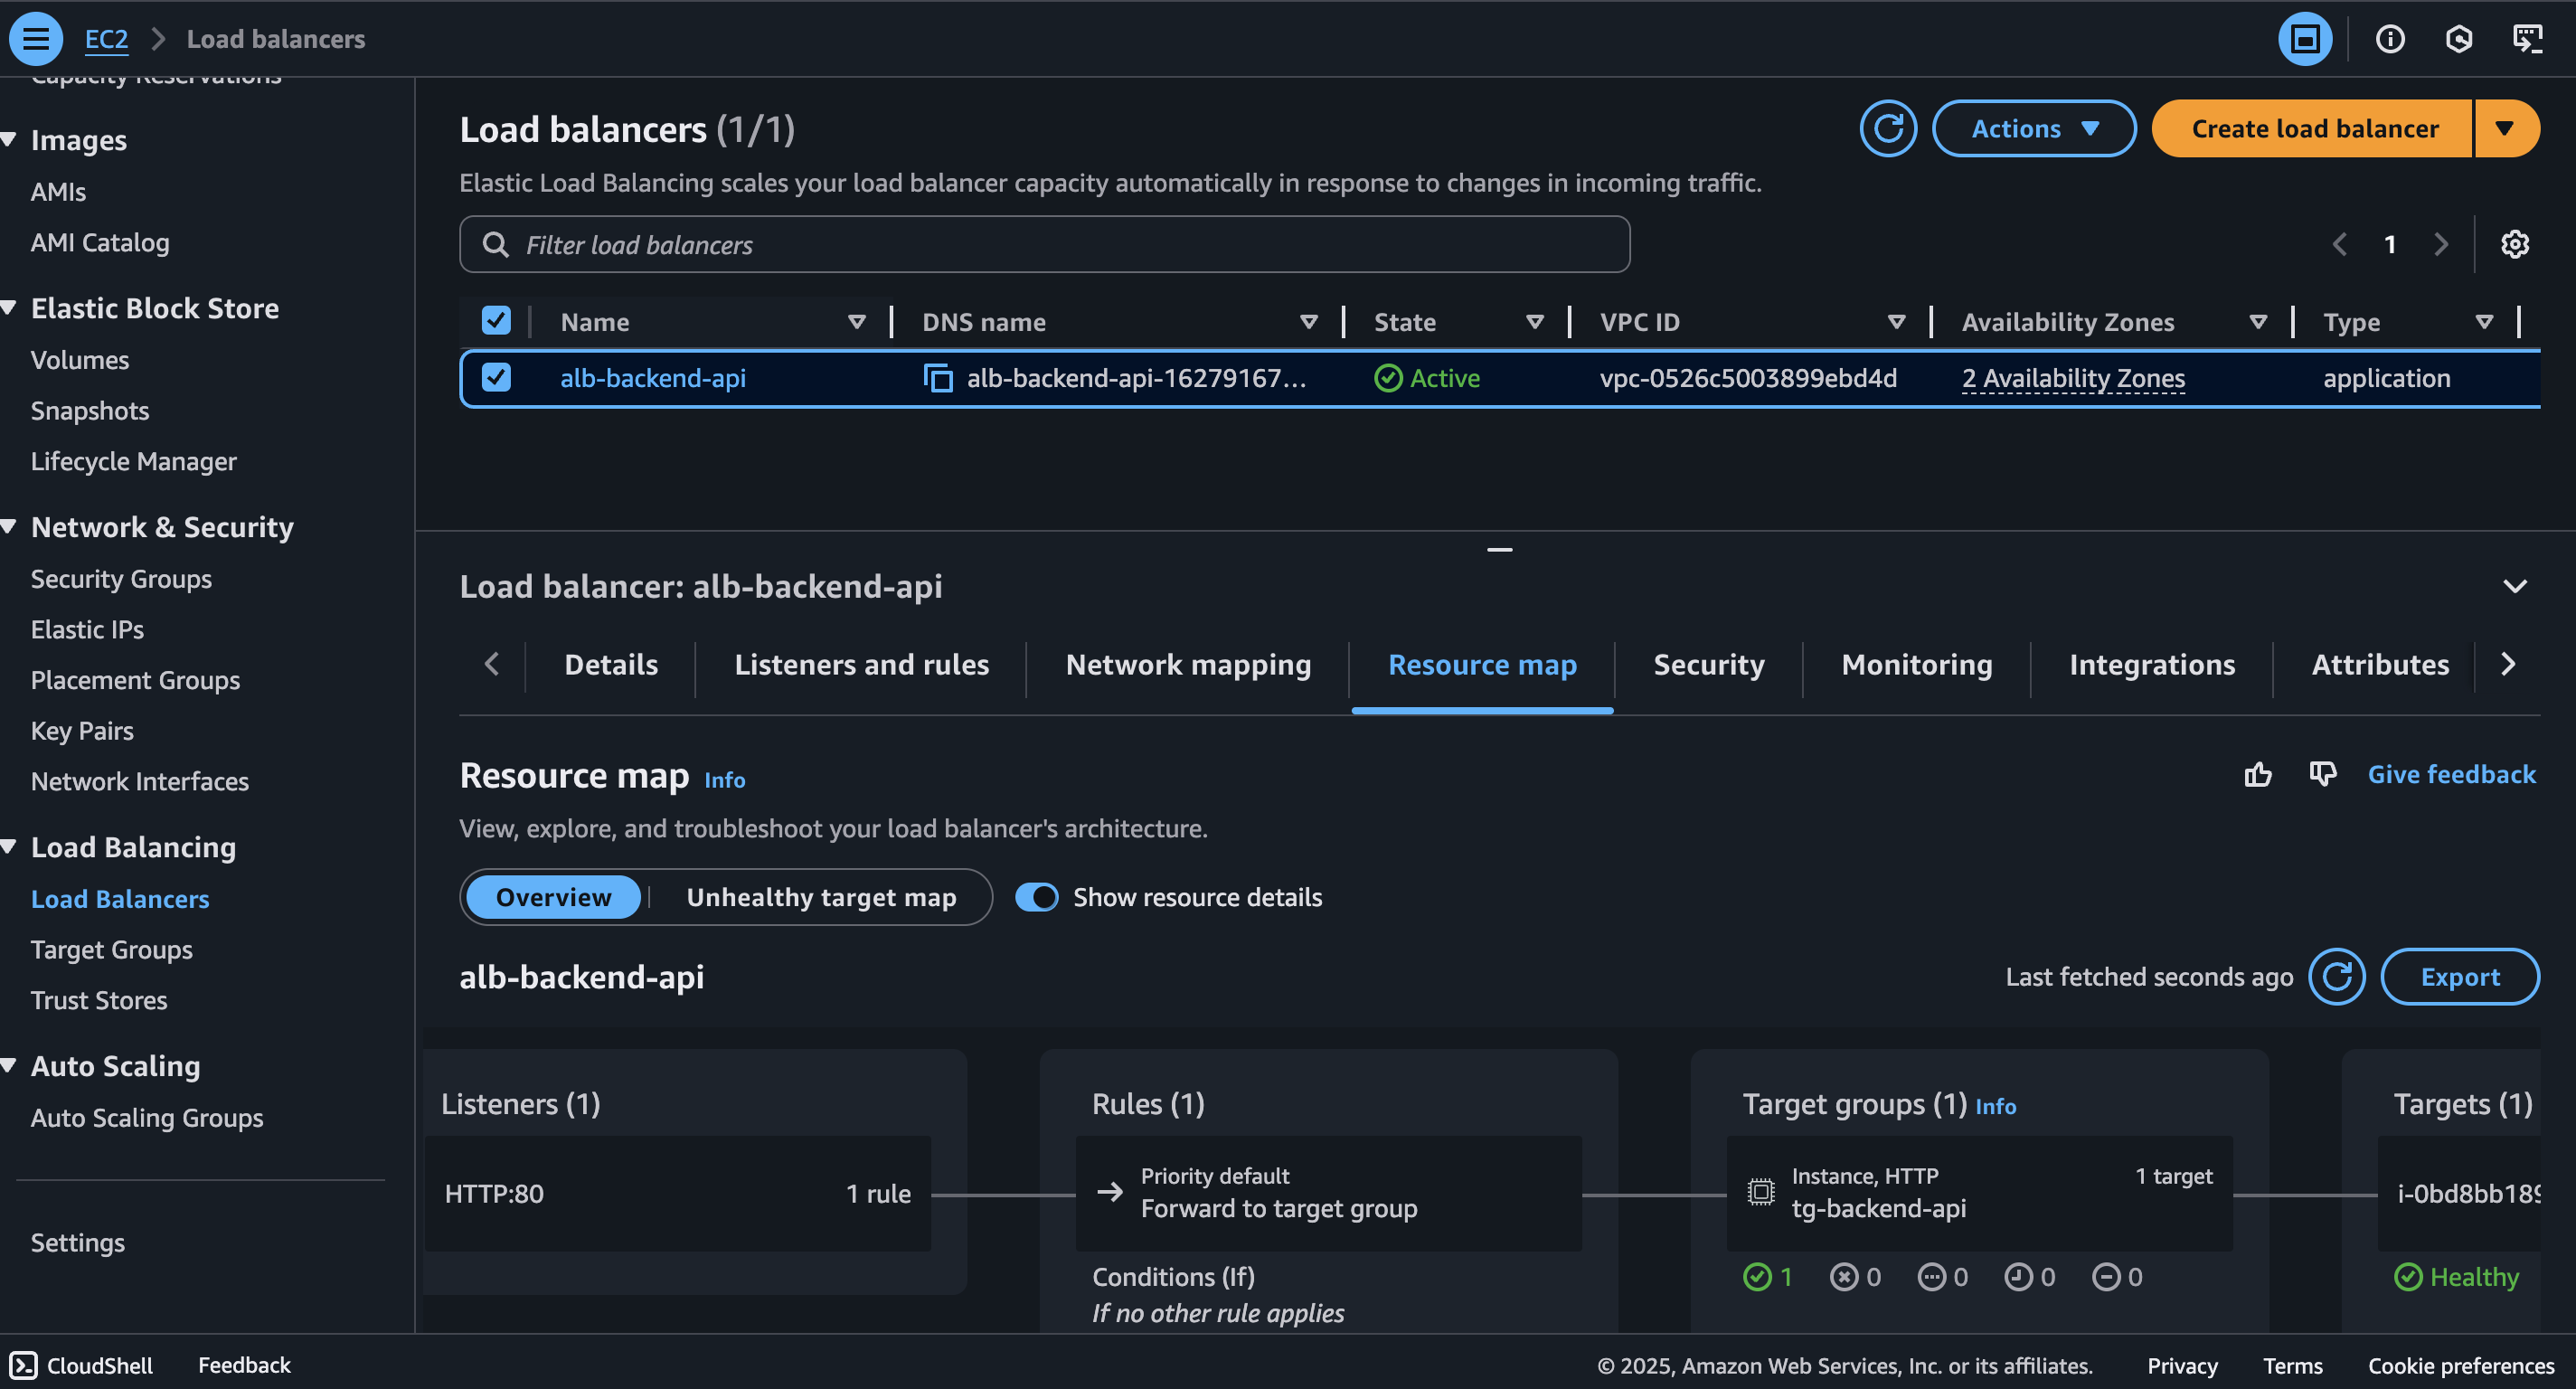 EC2 > Load balancers
Capacity Reservations
Images
AMIs
AMI Catalog
Elastic Block Store
Volumes
Snapshots
Lifecycle Manager
Network & Security
Security Groups
Elastic IPs
Placement Groups
Key Pairs
Network Interfaces
Load Balancing
Load Balancers
Target Groups
Trust Stores
Auto Scaling
Auto Scaling Groups
Settings
Load balancers (1/1)
Actions
Create load balancer
Elastic Load Balancing scales your load balancer capacity automatically in response to changes in incoming traffic.
Filter load balancers
1
Name DNS name State VPC ID Availability Zones Type
alb-backend-api alb-backend-api-16279167... Active vpc-0526c5003899ebd4d 2 Availability Zones application
Load balancer: alb-backend-api
Details Listeners and rules Network mapping Resource map Security Monitoring Integrations Attributes
Resource map Info
Give feedback
View, explore, and troubleshoot your load balancer's architecture.
Overview Unhealthy target map Show resource details
alb-backend-api
Last fetched seconds ago
Export
Listeners (1)
HTTP:80 1 rule
Rules (1)
Priority default
Forward to target group
Conditions (If)
If no other rule applies
Target groups (1) Info
Instance, HTTP 1 target
tg-backend-api
1 0 0 0 0
Targets (1)
i-0bd8bb189
Healthy
CloudShell Feedback
© 2025, Amazon Web Services, Inc. or its affiliates. Privacy Terms Cookie preferences